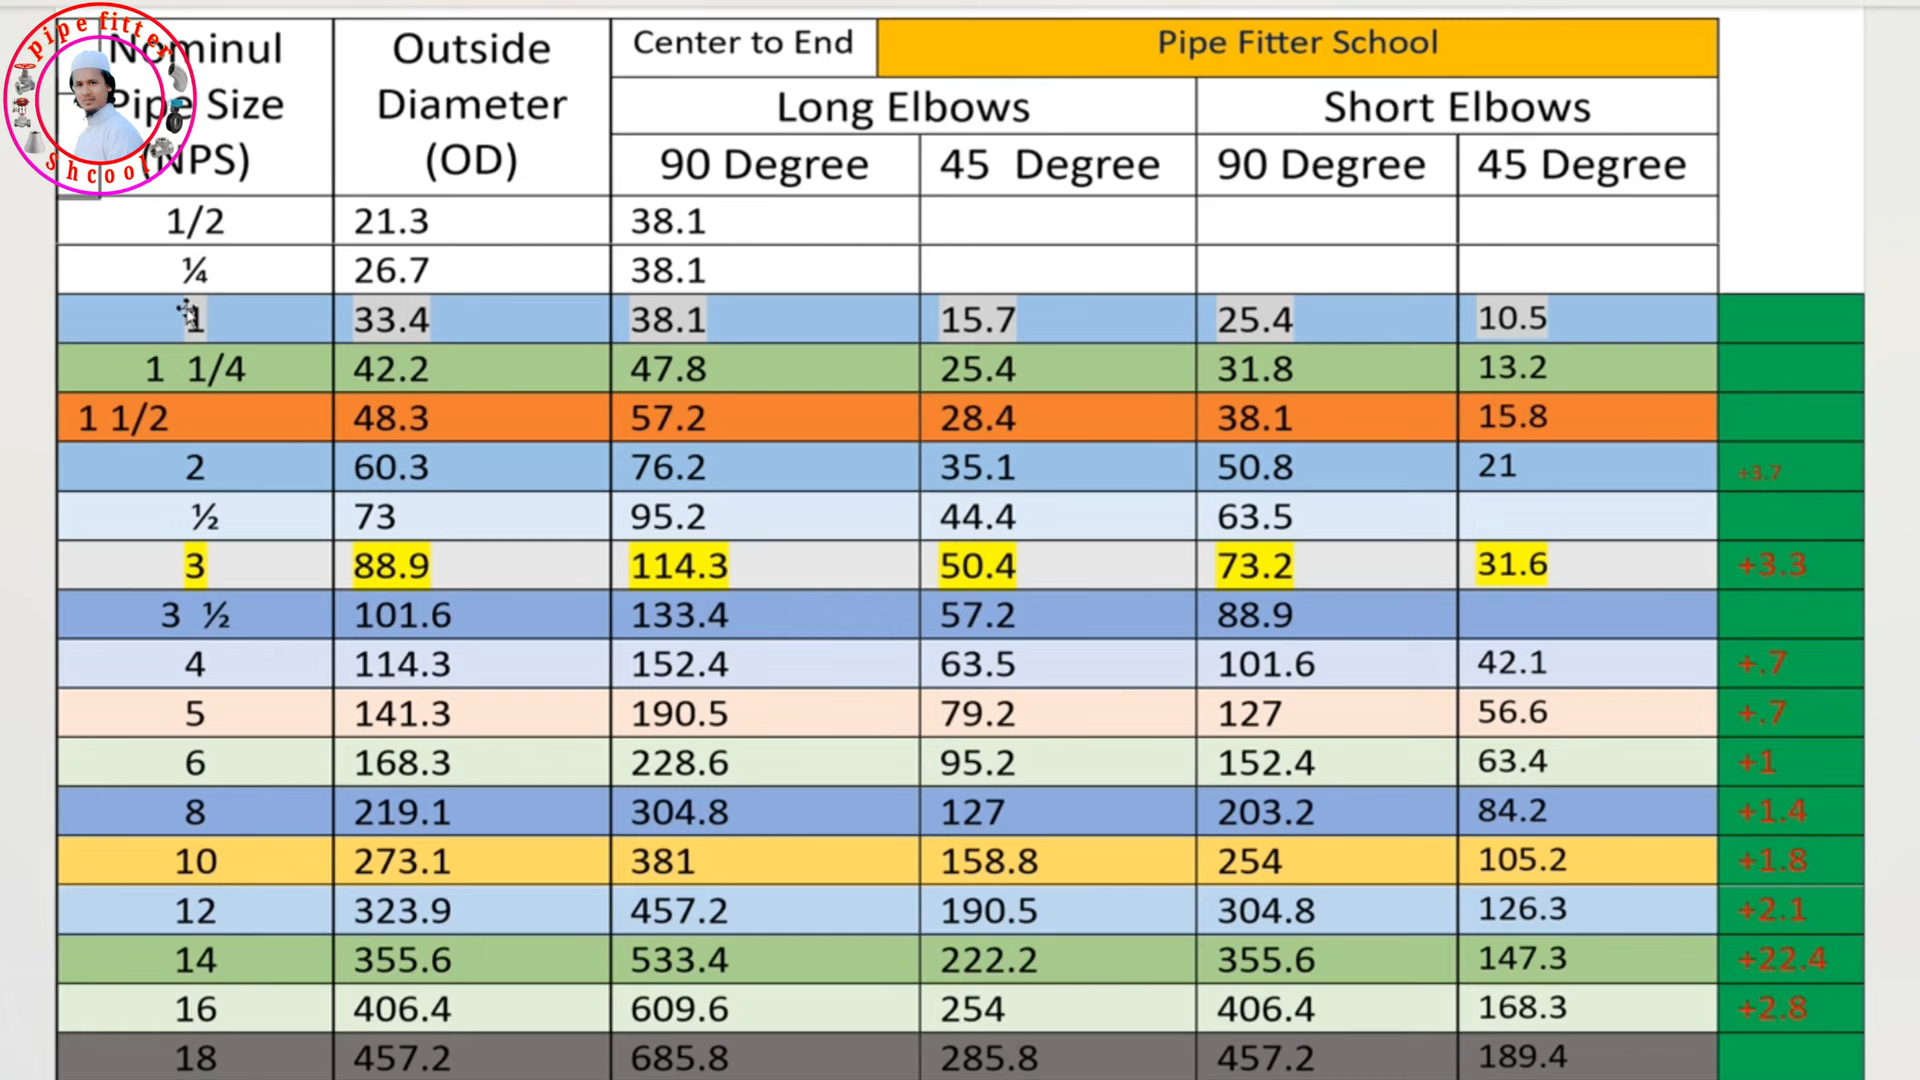 pipe fitter
Shcool
Nominul Pipe Size (NPS) Outside Diameter (OD) Center to End Pipe Fitter School
Long Elbows Short Elbows
90 Degree 45 Degree 90 Degree 45 Degree
1/2 21.3 38.1
¼ 26.7 38.1
1 33.4 38.1 15.7 25.4 10.5
1 1/4 42.2 47.8 25.4 31.8 13.2
1 1/2 48.3 57.2 28.4 38.1 15.8
2 60.3 76.2 35.1 50.8 21 +3.7
½ 73 95.2 44.4 63.5
3 88.9 114.3 50.4 73.2 31.6 +3.3
3 ½ 101.6 133.4 57.2 88.9
4 114.3 152.4 63.5 101.6 42.1 +.7
5 141.3 190.5 79.2 127 56.6 +.7
6 168.3 228.6 95.2 152.4 63.4 +1
8 219.1 304.8 127 203.2 84.2 +1.4
10 273.1 381 158.8 254 105.2 +1.8
12 323.9 457.2 190.5 304.8 126.3 +2.1
14 355.6 533.4 222.2 355.6 147.3 +22.4
16 406.4 609.6 254 406.4 168.3 +2.8
18 457.2 685.8 285.8 457.2 189.4